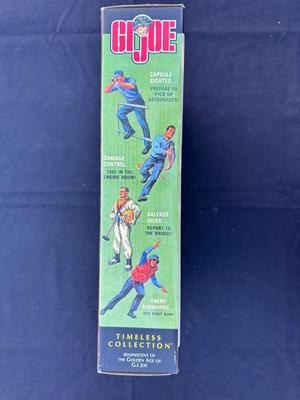 GI JOE
CAPSULE
SIGHTED...
PREPARE TO
PICK UP
ASTRONAUTS!
DAMAGE
CONTROL...
FIRE IN THE
ENGINE ROOM!
SALVAGE
DIVER...
REPORT TO
THE BRIDGE!
ENEMY
SUBMARINE...
OFF PORT BOW!
TIMELESS
COLLECTION™
REMINISCENT OF
THE GOLDEN AGE OF
G.I. JOE